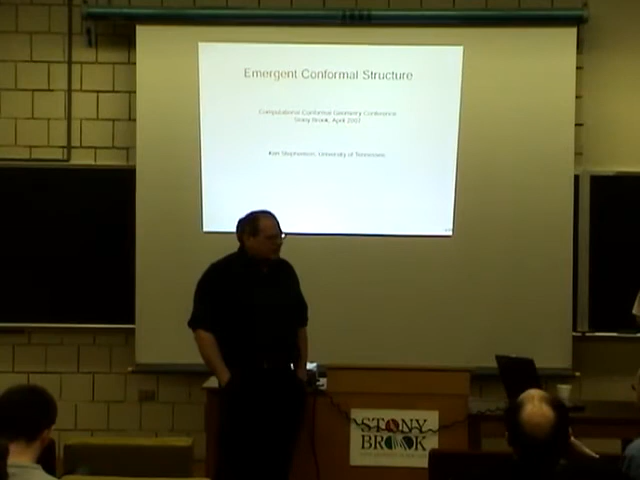 Emergent Conformal Structure
Computational Conformal Geometry Conference
Stony Brook, April 2007
Ken Stephenson, University of Tennessee
STONY
BROOK